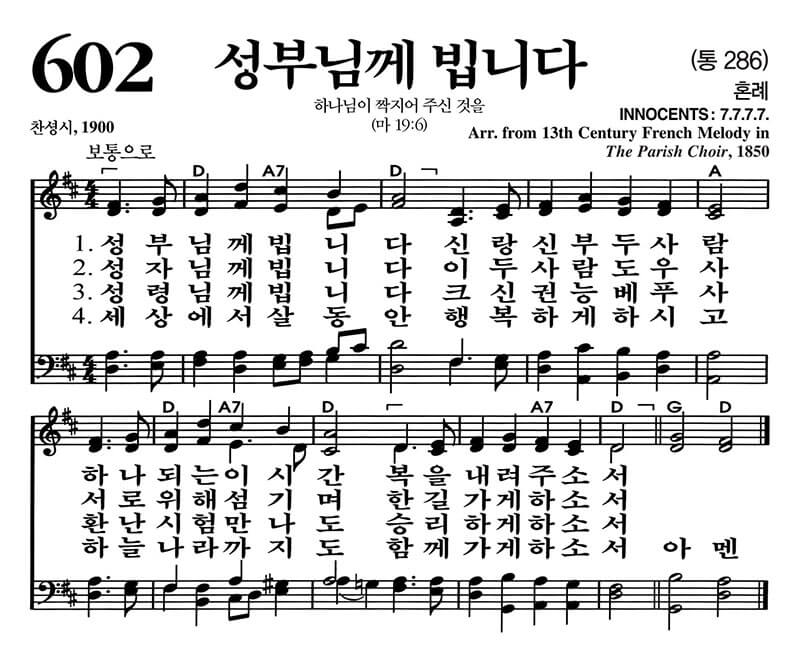 602 성부님께 빕니다 (통 286)
하나님이 짝지어 주신 것을 혼례
찬셩시, 1900 (마 19:6) INNOCENTS: 7.7.7.7.
Arr. from 13th Century French Melody in
보통으로 The Parish Choir, 1850
D A7 D A
4 4
1. 성부님께빕니다 신랑신부두사람
2. 성자님께빕니다 이두사람도우사
3. 성령님께빕니다 크신권능베푸사
4. 세상에서살동안 행복하게하시고
4 4
D A7 D A7 D G D
하나되는이시간 복을내려주소서
서로위해섬기며 한길가게하소서
환난시험만나도 승리하게하소서
하늘나라까지도 함께가게하소서 아멘